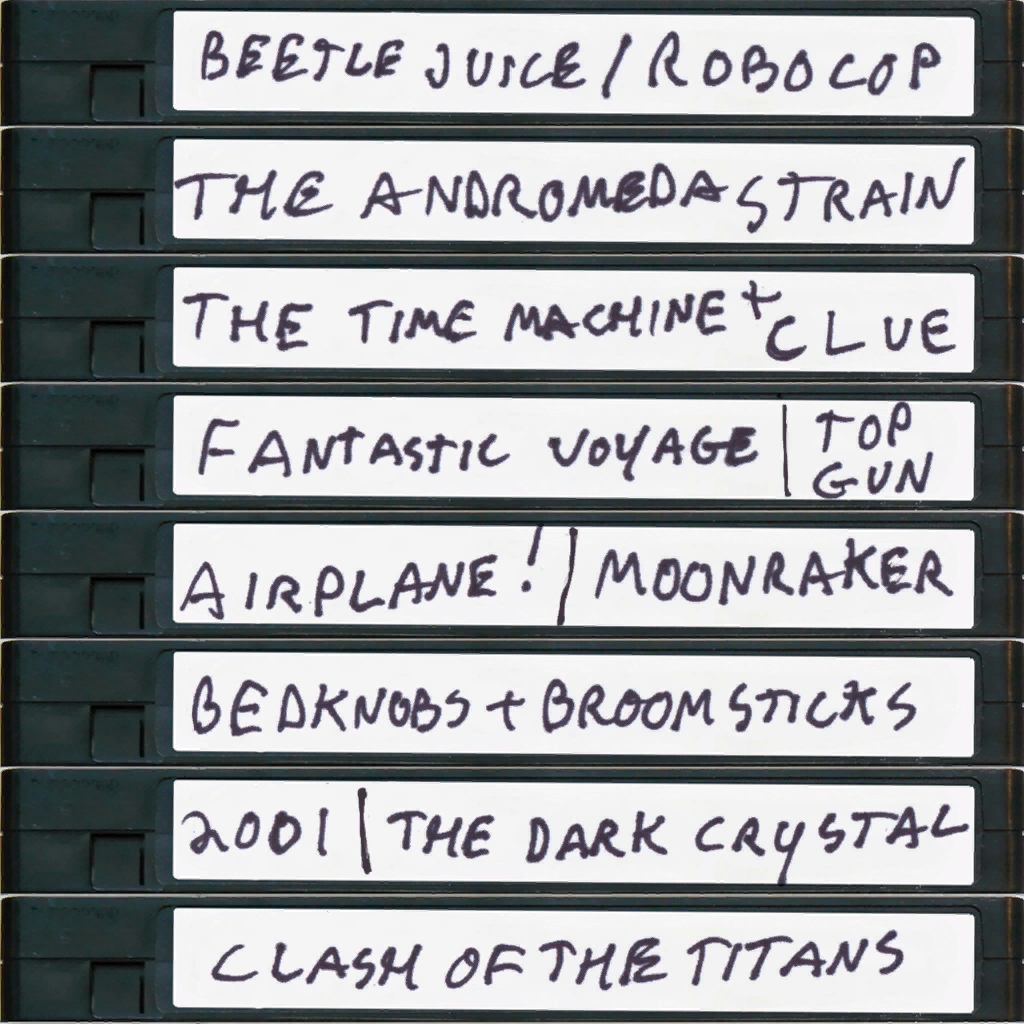 BEETLE JUICE / ROBOCOP
THE ANDROMEDA STRAIN
THE TIME MACHINE + CLUE
FANTASTIC VOYAGE | TOP
GUN
AIRPLANE! / MOONRAKER
BEDKNOBS + BROOMSTICKS
2001 | THE DARK CRYSTAL
CLASH OF THE TITANS